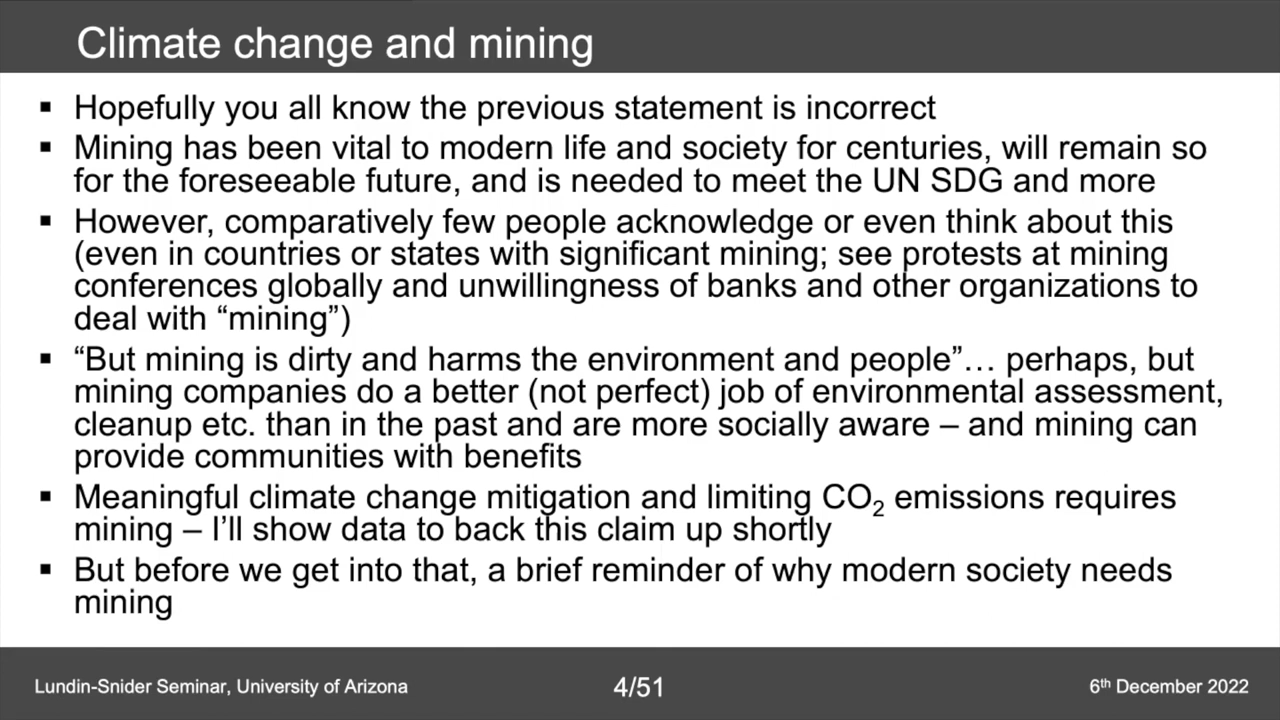 Climate change and mining
▪ Hopefully you all know the previous statement is incorrect
▪ Mining has been vital to modern life and society for centuries, will remain so
for the foreseeable future, and is needed to meet the UN SDG and more
▪ However, comparatively few people acknowledge or even think about this
(even in countries or states with significant mining; see protests at mining
conferences globally and unwillingness of banks and other organizations to
deal with “mining”)
▪ “But mining is dirty and harms the environment and people”… perhaps, but
mining companies do a better (not perfect) job of environmental assessment,
cleanup etc. than in the past and are more socially aware – and mining can
provide communities with benefits
▪ Meaningful climate change mitigation and limiting CO₂ emissions requires
mining – I’ll show data to back this claim up shortly
▪ But before we get into that, a brief reminder of why modern society needs
mining
Lundin-Snider Seminar, University of Arizona
4/51
6th December 2022